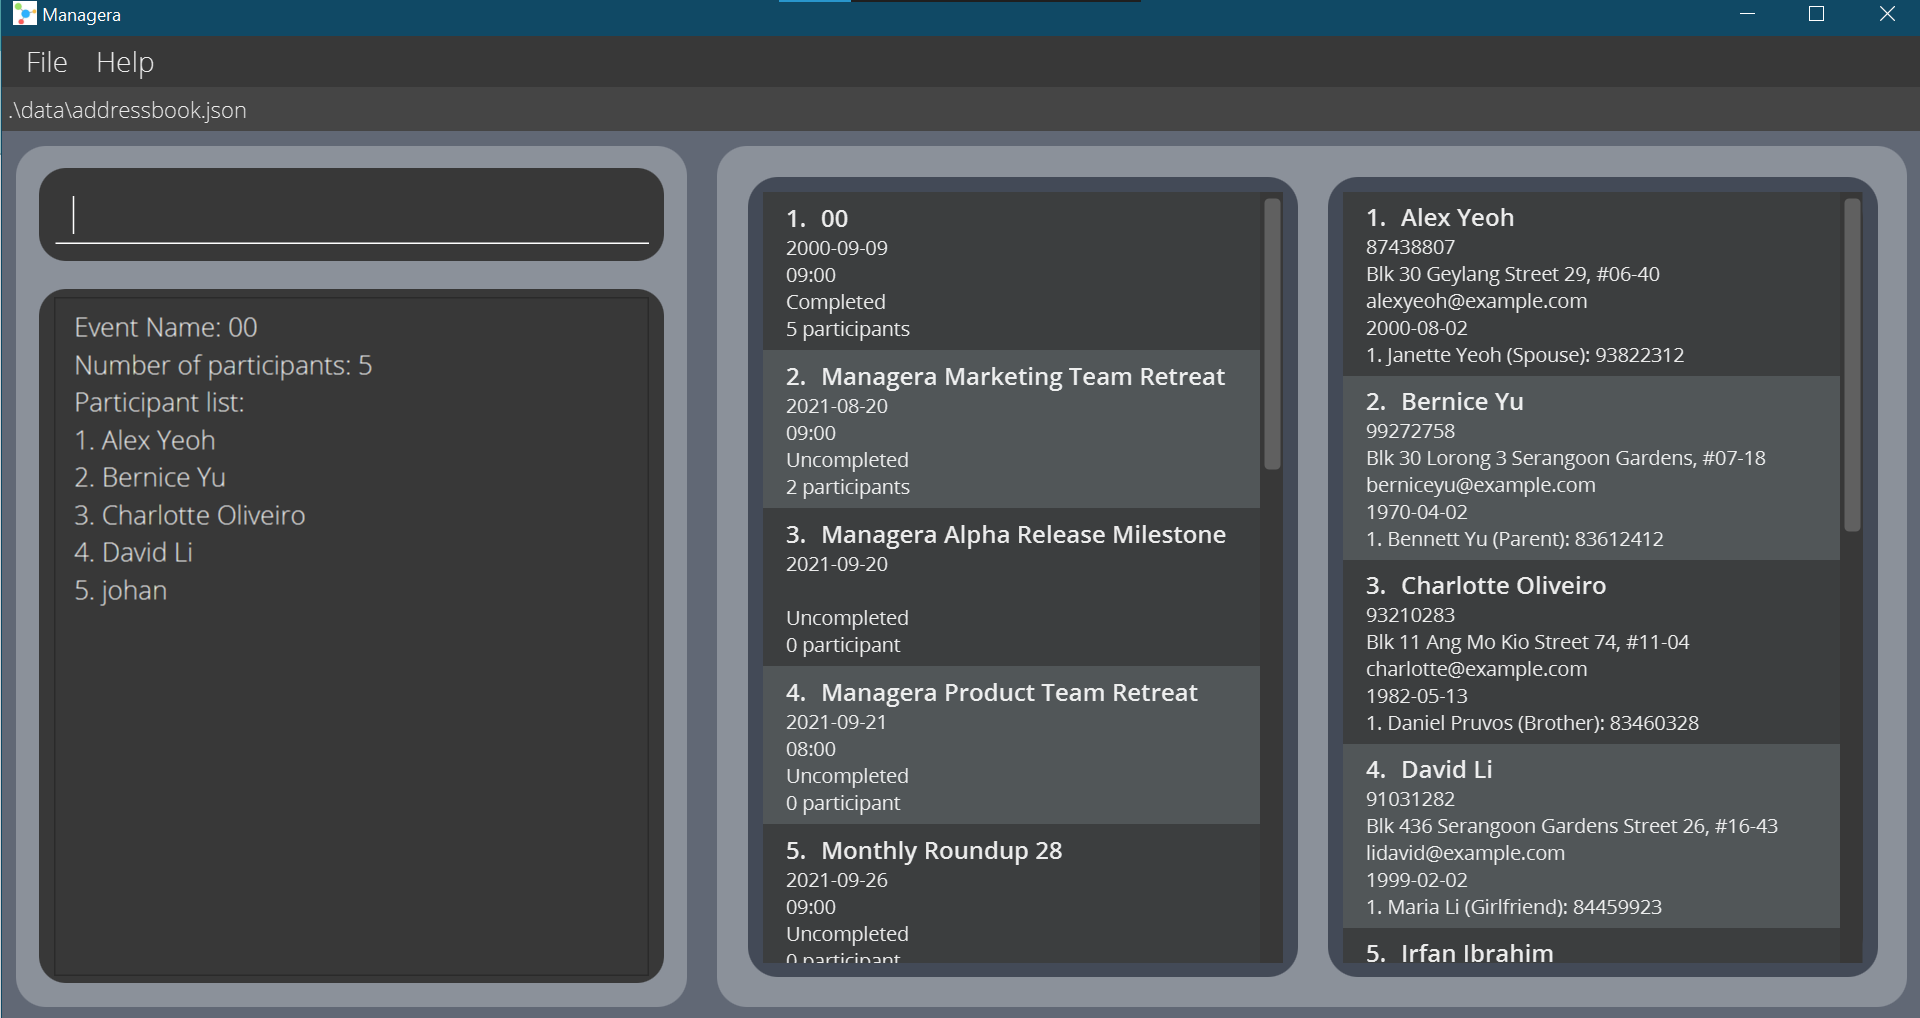 Managera
File Help
.\data\addressbook.json
Event Name: 00
Number of participants: 5
Participant list:
1. Alex Yeoh
2. Bernice Yu
3. Charlotte Oliveiro
4. David Li
5. johan
1. 00
2000-09-09
09:00
Completed
5 participants
2. Managera Marketing Team Retreat
2021-08-20
09:00
Uncompleted
2 participants
3. Managera Alpha Release Milestone
2021-09-20
Uncompleted
0 participant
4. Managera Product Team Retreat
2021-09-21
08:00
Uncompleted
0 participant
5. Monthly Roundup 28
2021-09-26
09:00
Uncompleted
0 participant
1. Alex Yeoh
87438807
Blk 30 Geylang Street 29, #06-40
alexyeoh@example.com
2000-08-02
1. Janette Yeoh (Spouse): 93822312
2. Bernice Yu
99272758
Blk 30 Lorong 3 Serangoon Gardens, #07-18
berniceyu@example.com
1970-04-02
1. Bennett Yu (Parent): 83612412
3. Charlotte Oliveiro
93210283
Blk 11 Ang Mo Kio Street 74, #11-04
charlotte@example.com
1982-05-13
1. Daniel Pruvos (Brother): 83460328
4. David Li
91031282
Blk 436 Serangoon Gardens Street 26, #16-43
lidavid@example.com
1999-02-02
1. Maria Li (Girlfriend): 84459923
5. Irfan Ibrahim